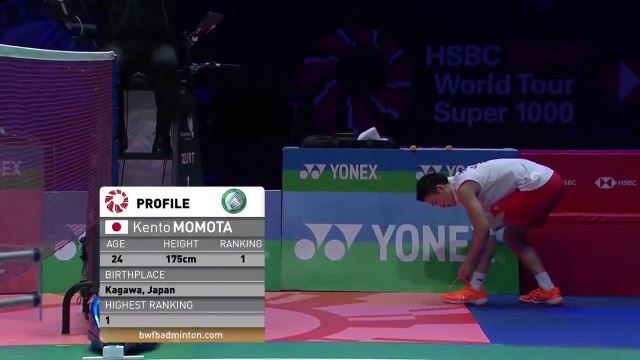 HSBC
World Tour
Super 1000
YONEX
YONEX
YONEX
HSBC
HSBC
PROFILE
Kento MOMOTA
AGE HEIGHT RANKING
24 175cm 1
BIRTHPLACE
Kagawa, Japan
HIGHEST RANKING
1
bwfbadminton.com